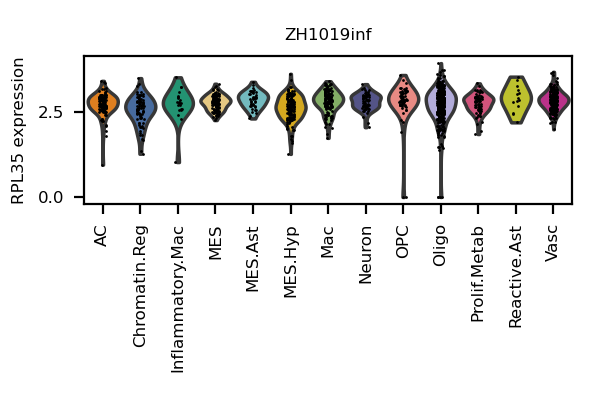 ZH1019inf
RPL35 expression
2.5
0.0
AC
Chromatin.Reg
Inflammatory.Mac
MES
MES.Ast
MES.Hyp
Mac
Neuron
OPC
Oligo
Prolif.Metab
Reactive.Ast
Vasc